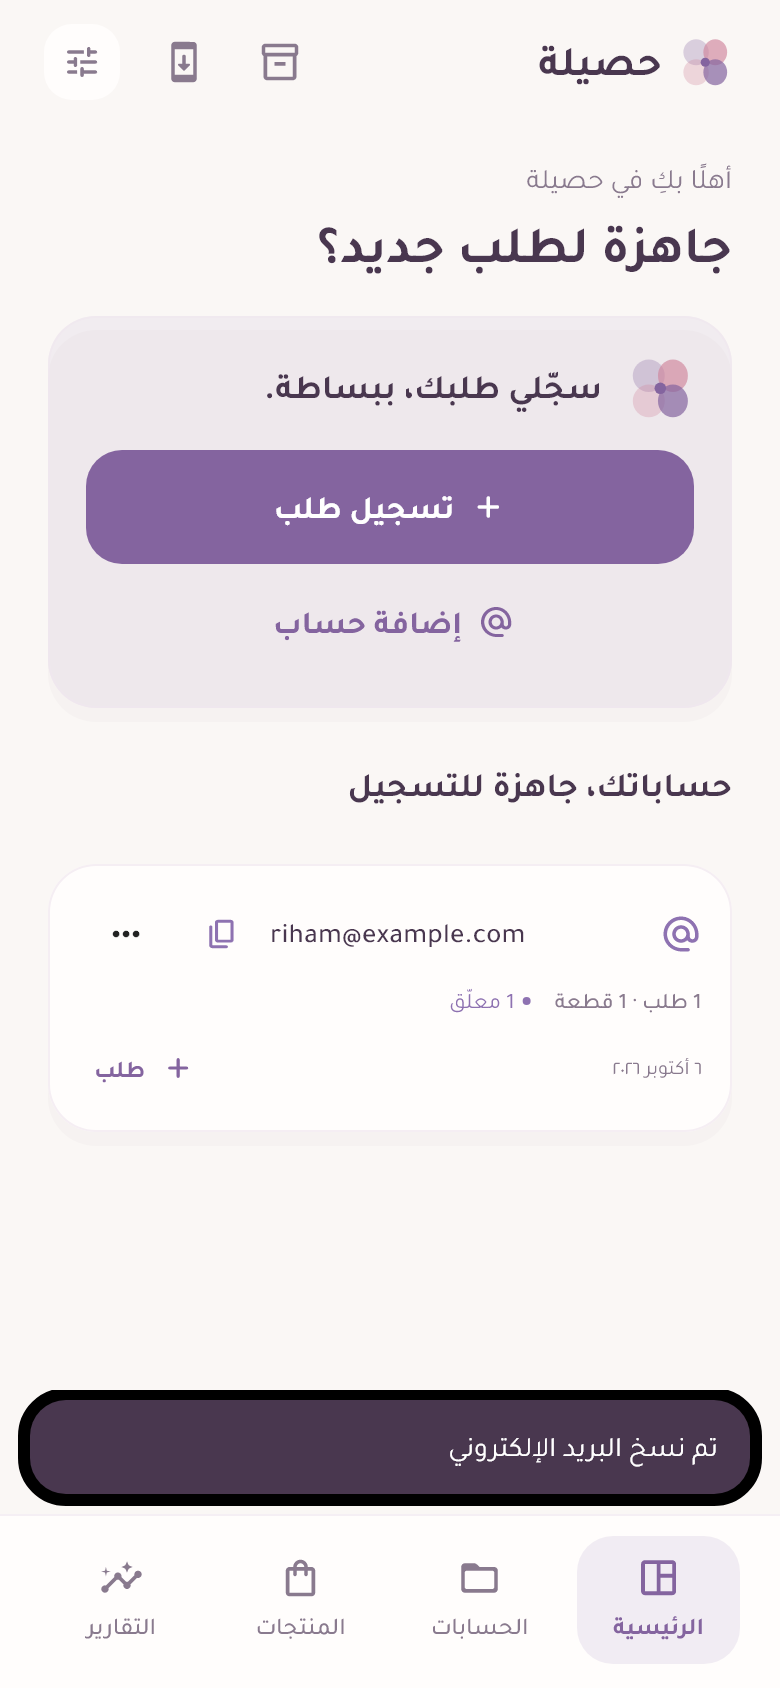 حصيلة
أهلًا بكِ في حصيلة
جاهزة لطلب جديد؟
سجّلي طلبك، ببساطة.
تسجيل طلب
إضافة حساب
حساباتك، جاهزة للتسجيل
riham@example.com
1 طلب · 1 قطعة • 1 معلّق
٦ أكتوبر ٢٠٢٦
طلب
تم نسخ البريد الإلكتروني
الرئيسية
الحسابات
المنتجات
التقارير